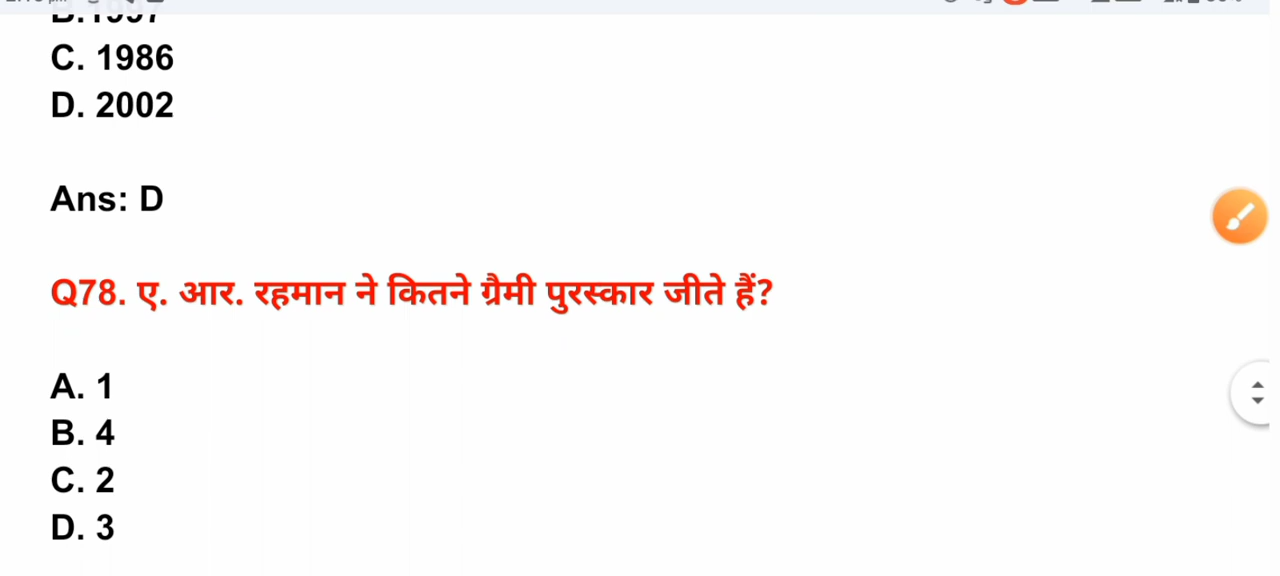 C. 1986
D. 2002
Ans: D
Q78. ए. आर. रहमान ने कितने ग्रैमी पुरस्कार जीते हैं?
A. 1
B. 4
C. 2
D. 3